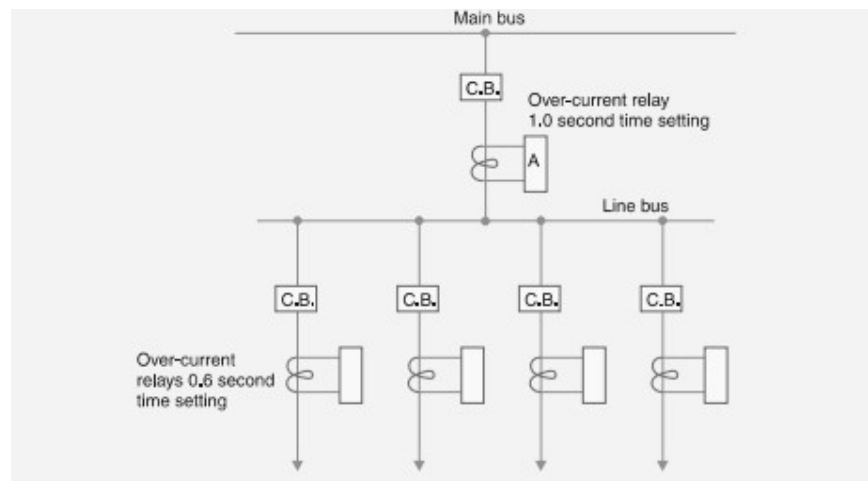 Main bus
C.B.
Over-current relay
1.0 second time setting
A
Line bus
C.B.
C.B.
C.B.
C.B.
Over-current
relays 0.6 second
time setting